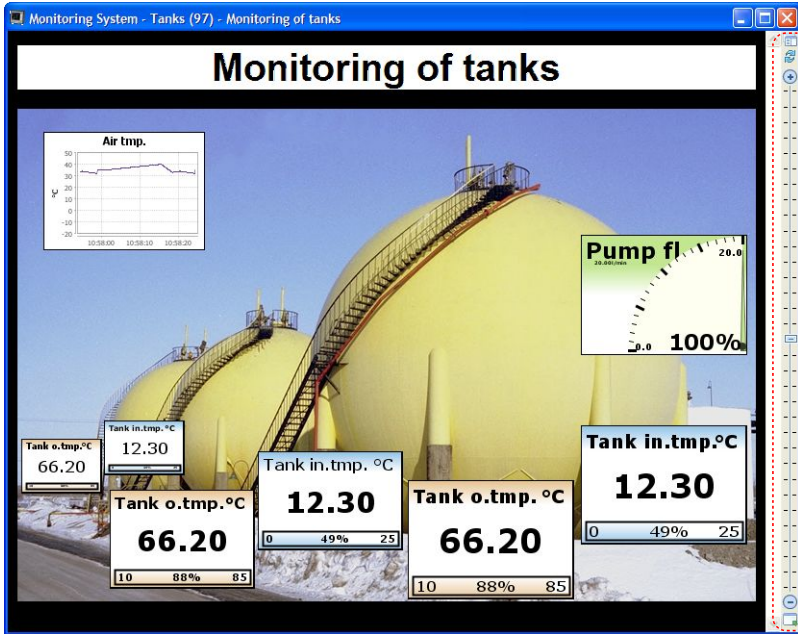 Monitoring System - Tanks (97) - Monitoring of tanks
Monitoring of tanks
Air tmp.
50
40
30
20
10
0
-10
-20
°C
10:58:00 10:58:10 10:58:20
Pump fl
20.00l/min
20.0
0.0
100%
Tank o.tmp.°C
66.20
Tank in.tmp.°C
12.30
Tank o.tmp.°C
66.20
10 88% 85
Tank in.tmp. °C
12.30
0 49% 25
Tank o.tmp. °C
66.20
10 88% 85
Tank in.tmp.°C
12.30
0 49% 25